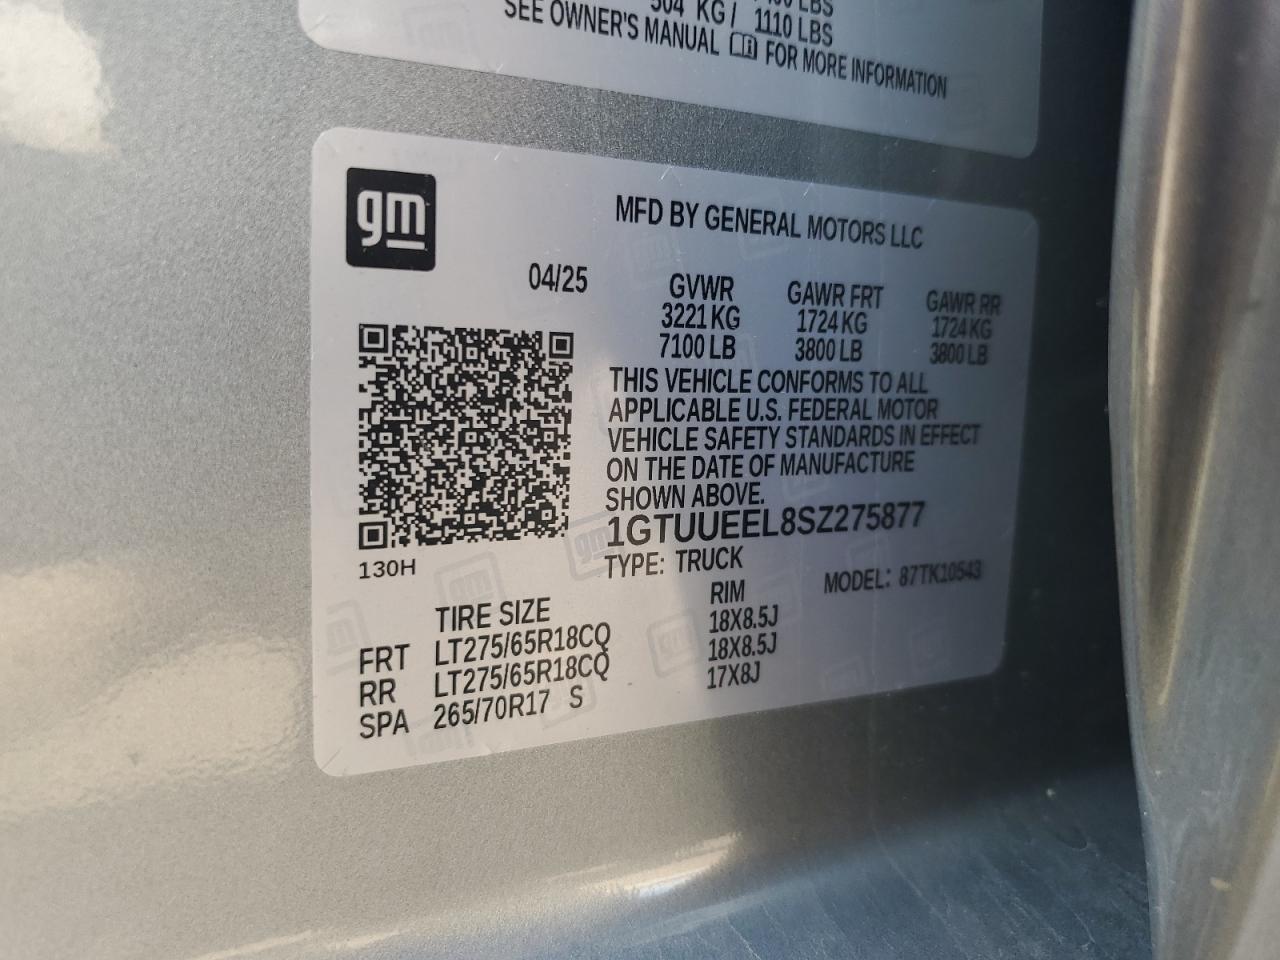 504 KG / 1110 LBS
SEE OWNER'S MANUAL FOR MORE INFORMATION
gm
MFD BY GENERAL MOTORS LLC
04/25
GVWR GAWR FRT GAWR RR
3221 KG 1724 KG 1724 KG
7100 LB 3800 LB 3800 LB
THIS VEHICLE CONFORMS TO ALL
APPLICABLE U.S. FEDERAL MOTOR
VEHICLE SAFETY STANDARDS IN EFFECT
ON THE DATE OF MANUFACTURE
SHOWN ABOVE.
1GTUUEEL8SZ275877
TYPE: TRUCK MODEL: 87TK10543
130H
TIRE SIZE RIM
FRT LT275/65R18CQ 18X8.5J
RR LT275/65R18CQ 18X8.5J
SPA 265/70R17 S 17X8J